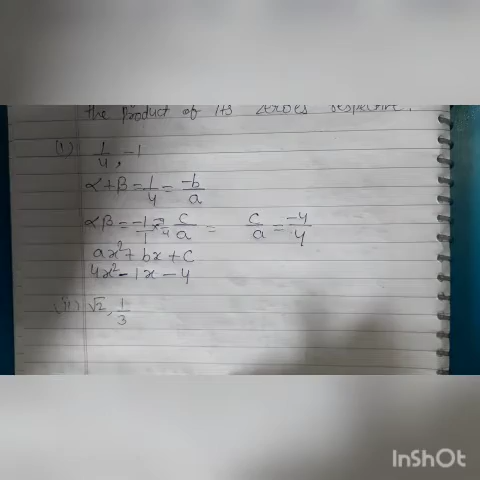 the product of its zeroes respective.
(i) 1/4, -1
α+β = 1/4 = -b/a
αβ = -1/1 × 4/4 c/a = c/a = -4/4
ax²+bx+c
4x²-1x-4
(ii) √2, 1/3
InShOt